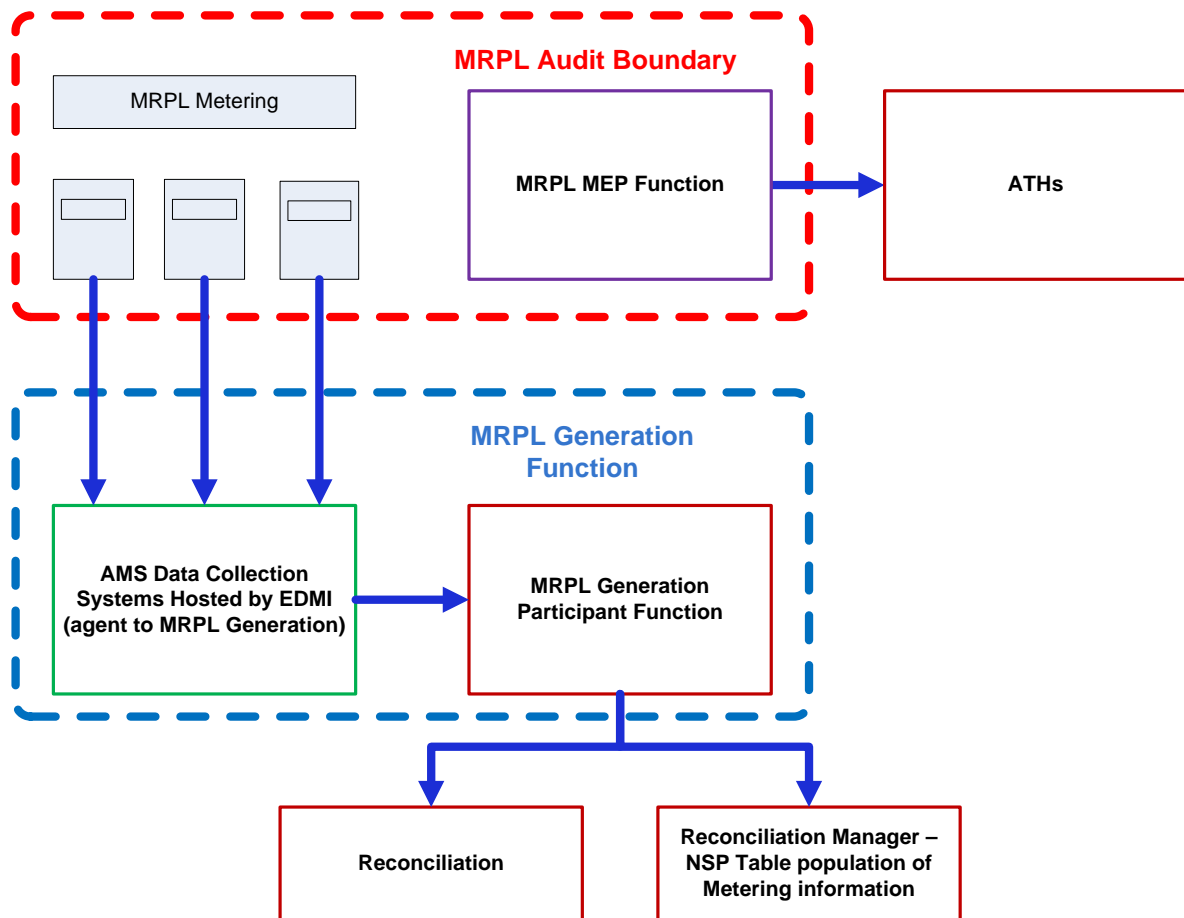 MRPL Audit Boundary
MRPL Metering
MRPL MEP Function
ATHs
MRPL Generation
Function
AMS Data Collection
Systems Hosted by EDMI
(agent to MRPL Generation)
MRPL Generation
Participant Function
Reconciliation
Reconciliation Manager –
NSP Table population of
Metering information